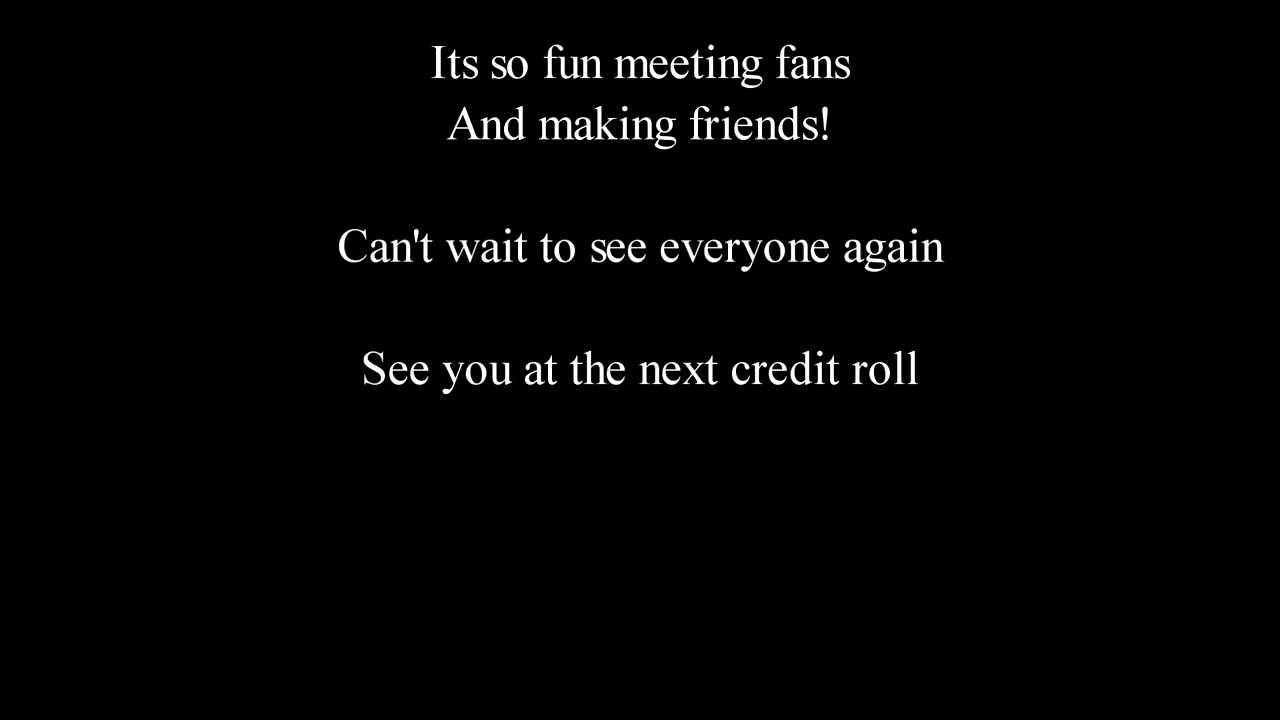 Its so fun meeting fans
And making friends!
Can't wait to see everyone again
See you at the next credit roll